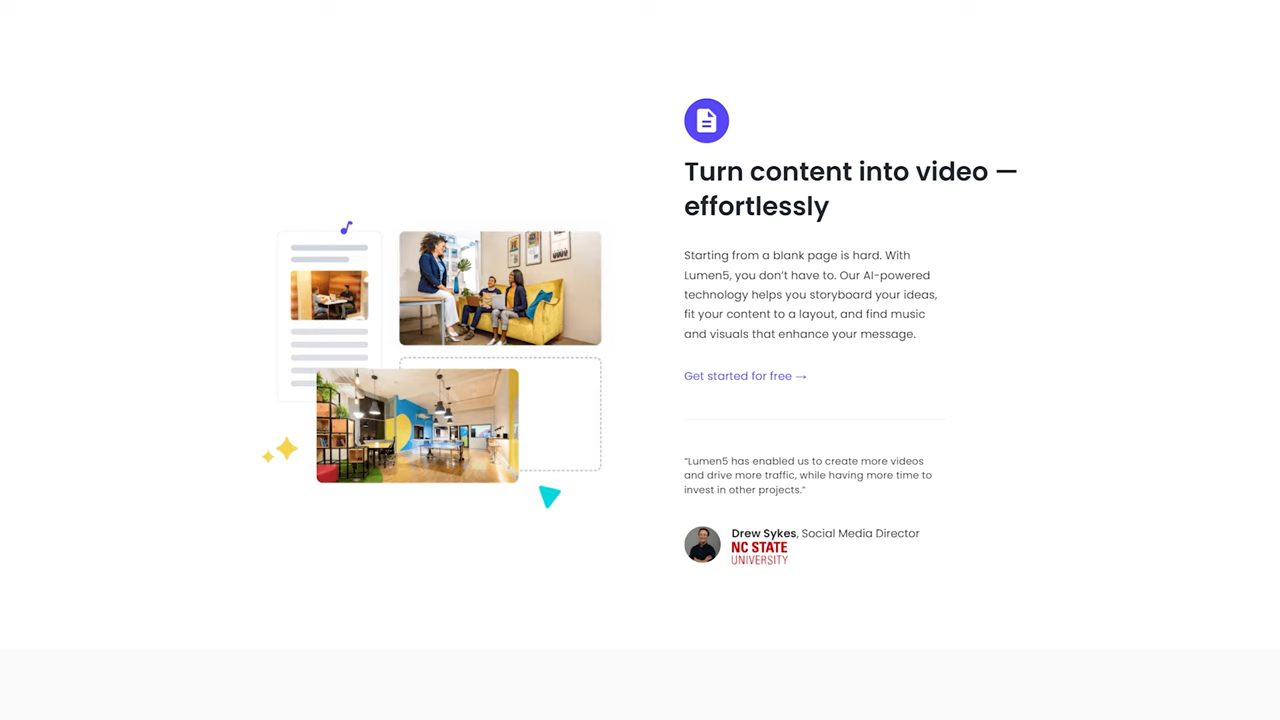 Turn content into video —
effortlessly
Starting from a blank page is hard. With
Lumen5, you don't have to. Our AI-powered
technology helps you storyboard your ideas,
fit your content to a layout, and find music
and visuals that enhance your message.
Get started for free →
“Lumen5 has enabled us to create more videos
and drive more traffic, while having more time to
invest in other projects.”
Drew Sykes, Social Media Director
NC STATE
UNIVERSITY